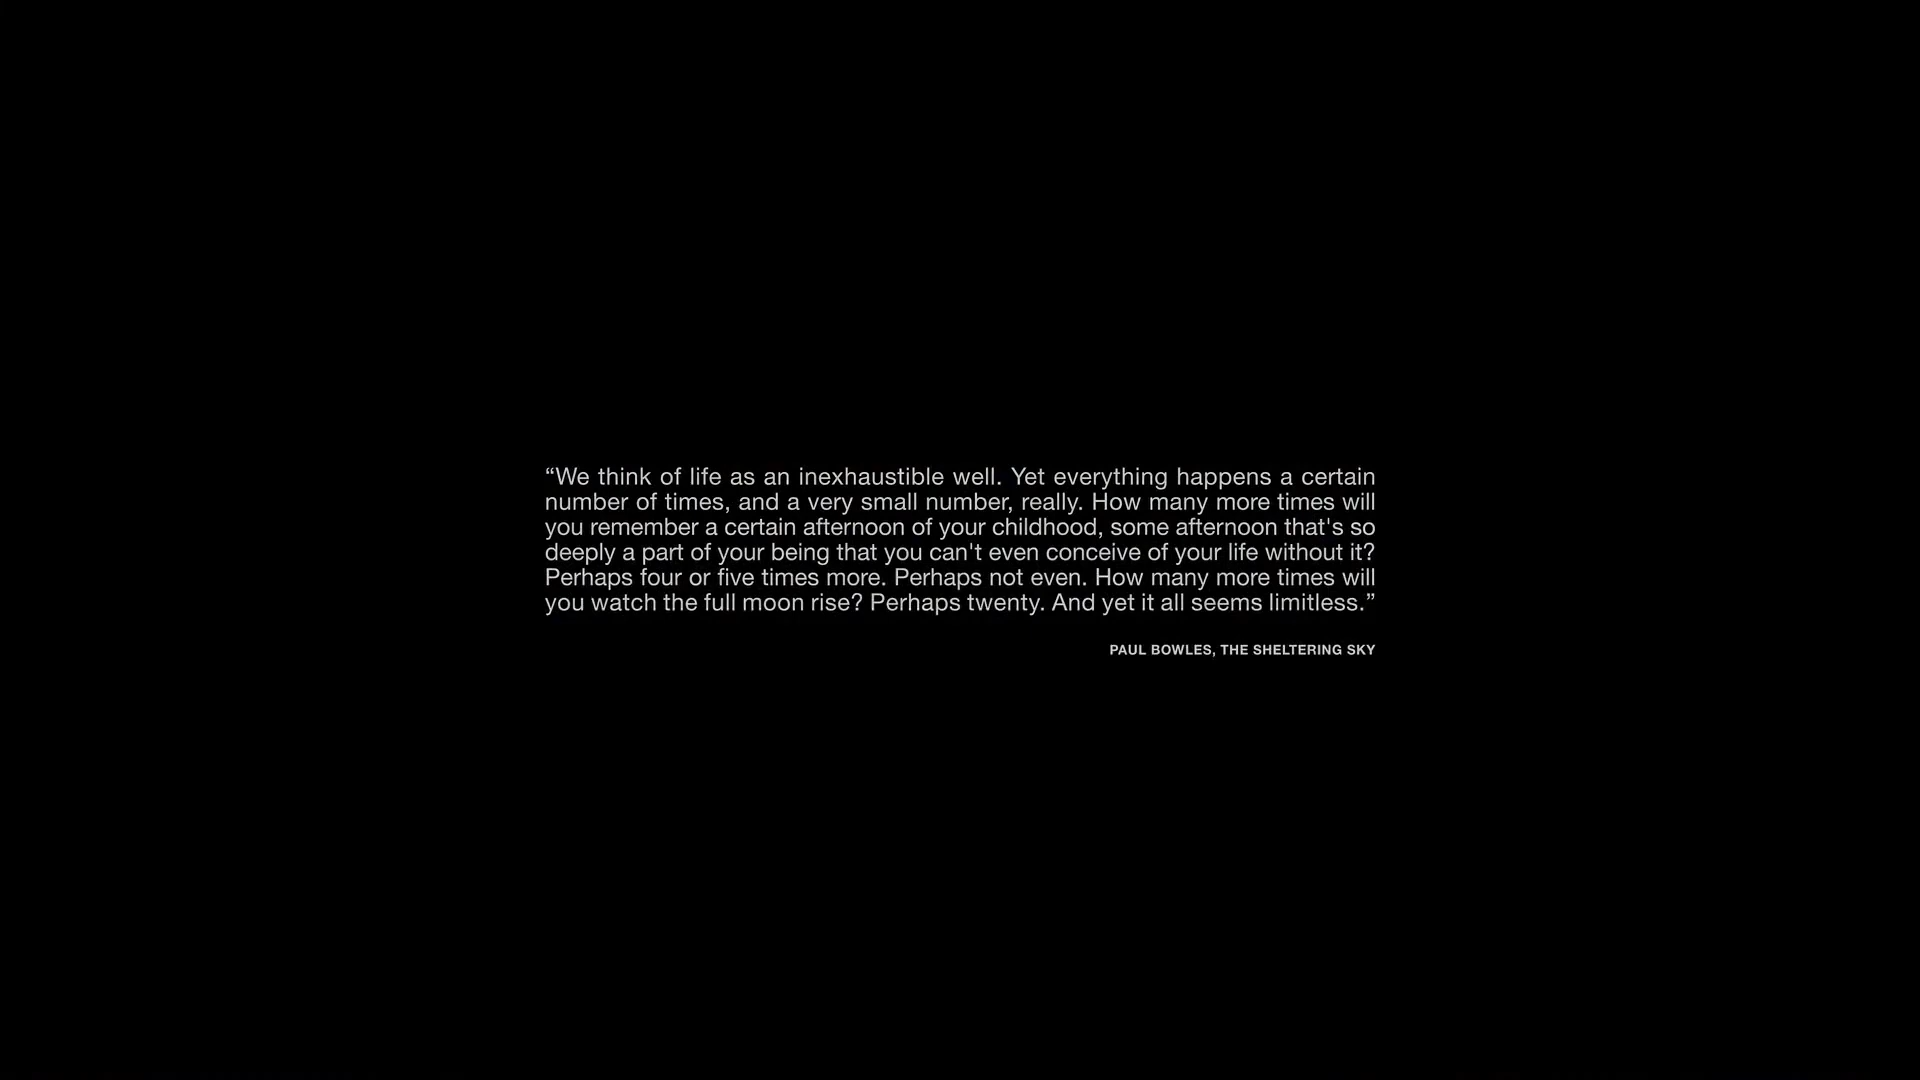 “We think of life as an inexhaustible well. Yet everything happens a certain
number of times, and a very small number, really. How many more times will
you remember a certain afternoon of your childhood, some afternoon that's so
deeply a part of your being that you can't even conceive of your life without it?
Perhaps four or five times more. Perhaps not even. How many more times will
you watch the full moon rise? Perhaps twenty. And yet it all seems limitless.”
PAUL BOWLES, THE SHELTERING SKY